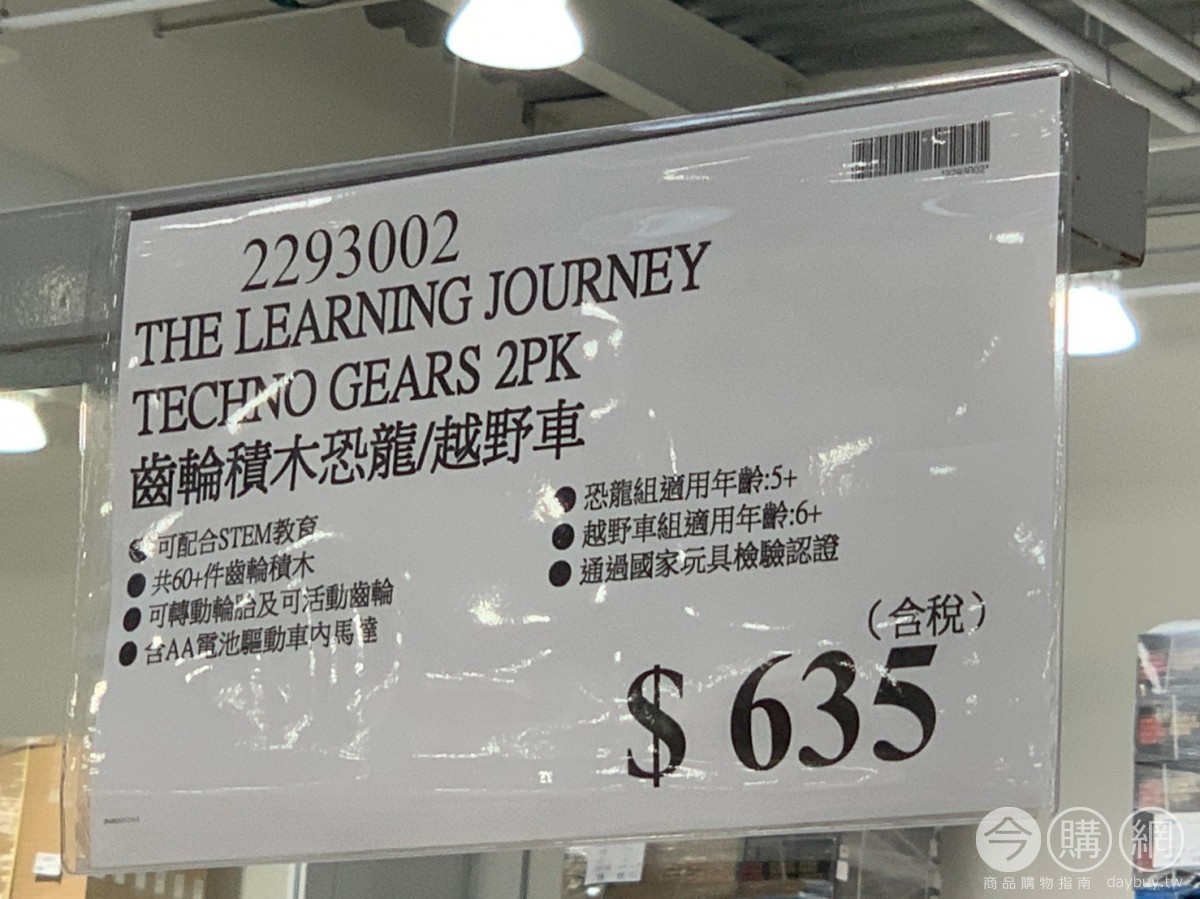 2293002
THE LEARNING JOURNEY
TECHNO GEARS 2PK
齒輪積木恐龍/越野車
●可配合STEM教育
●共60+件齒輪積木
●可轉動輪胎及可活動齒輪
●含AA電池驅動車內馬達
●恐龍組適用年齡:5+
●越野車組適用年齡:6+
●通過國家玩具檢驗認證
(含稅)
$ 635
今購網
商品購物指南 daybuy.tw